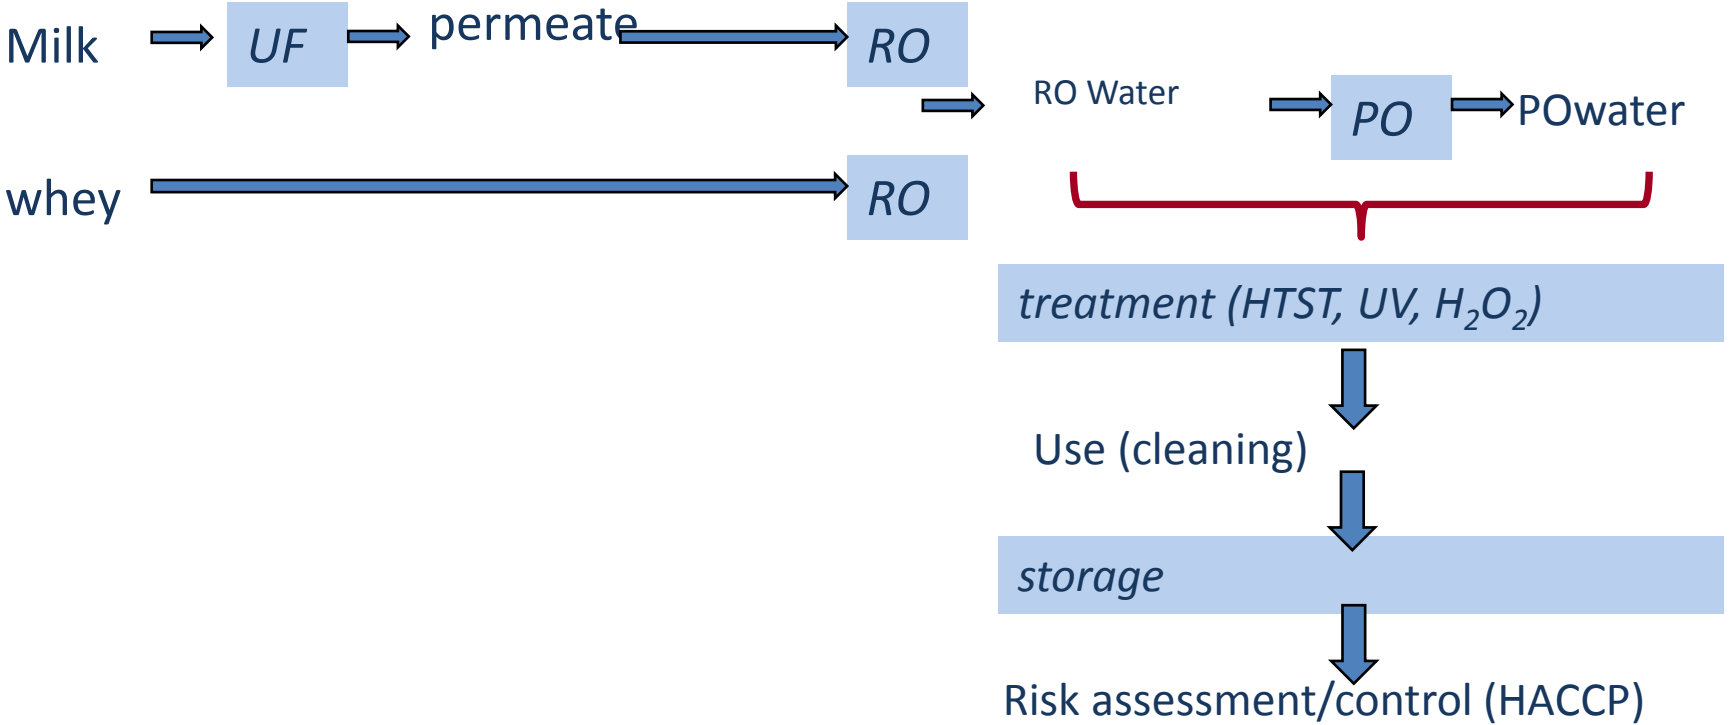 Milk
UF
permeate
RO
RO Water
PO
POwater
whey
RO
treatment (HTST, UV, H₂O₂)
Use (cleaning)
storage
Risk assessment/control (HACCP)